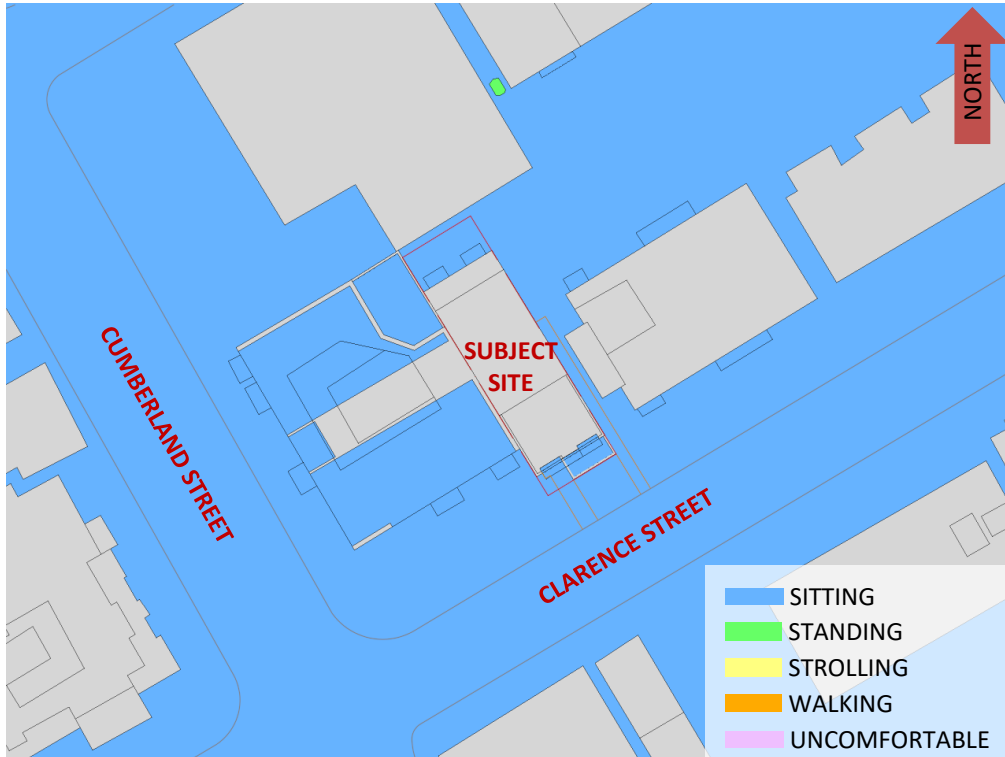 NORTH
SUBJECT
SITE
CUMBERLAND STREET
CLARENCE STREET
SITTING
STANDING
STROLLING
WALKING
UNCOMFORTABLE